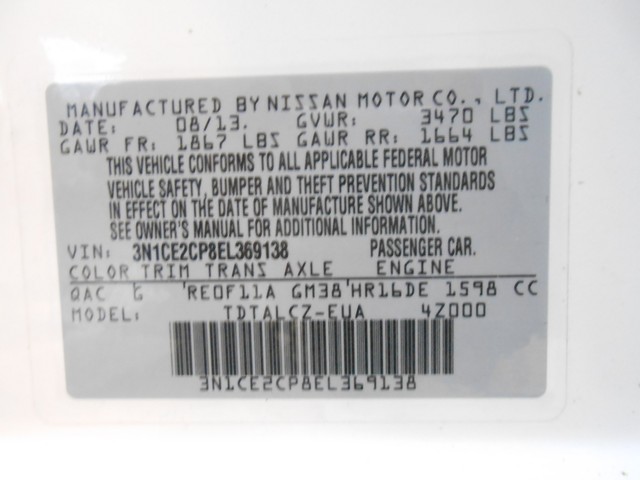 MANUFACTURED BY NISSAN MOTOR CO., LTD.
DATE: 08/13. GVWR: 3470 LBS
GAWR FR: 1867 LBS GAWR RR: 1664 LBS
THIS VEHICLE CONFORMS TO ALL APPLICABLE FEDERAL MOTOR
VEHICLE SAFETY, BUMPER AND THEFT PREVENTION STANDARDS
IN EFFECT ON THE DATE OF MANUFACTURE SHOWN ABOVE.
SEE OWNER'S MANUAL FOR ADDITIONAL INFORMATION.
VIN: 3N1CE2CP8EL369138 PASSENGER CAR.
COLOR TRIM TRANS AXLE ENGINE
QAC G 'RE0F11A GM38'HR16DE 1598 CC
MODEL: TDTALCZ-EUA 4Z000
3N1CE2CP8EL369138